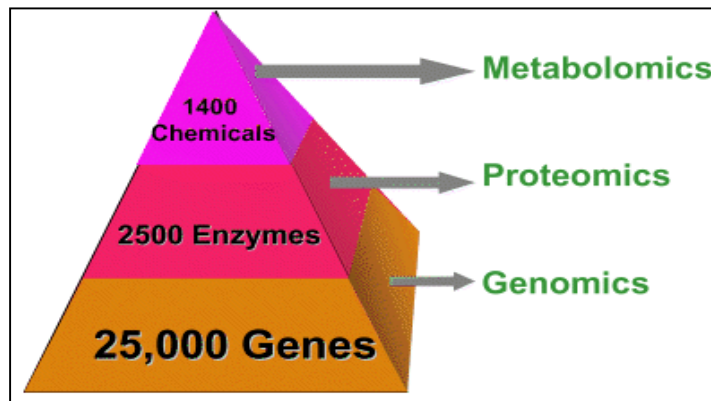 1400
Chemicals
Metabolomics
2500 Enzymes
Proteomics
25,000 Genes
Genomics